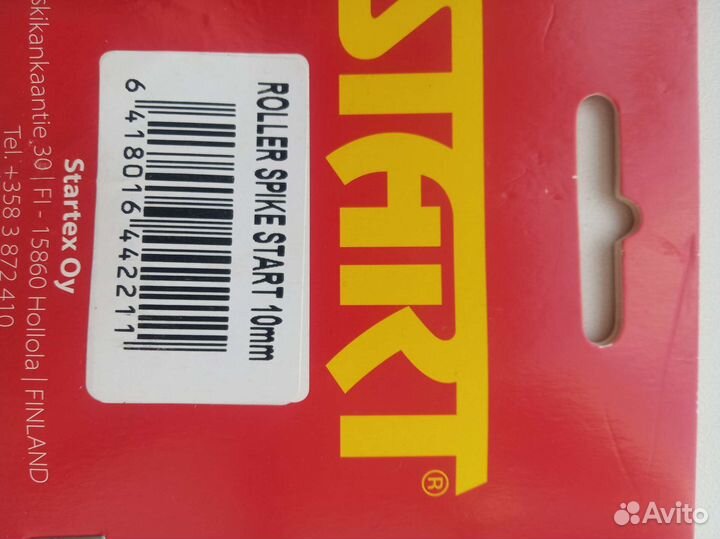 START®
ROLLER SPIKE START 10mm
6 418016 442211
Startex Oy
30 | FI - 15860 Hollola | FINLAND
Tel. +358 3 872 410
Avito